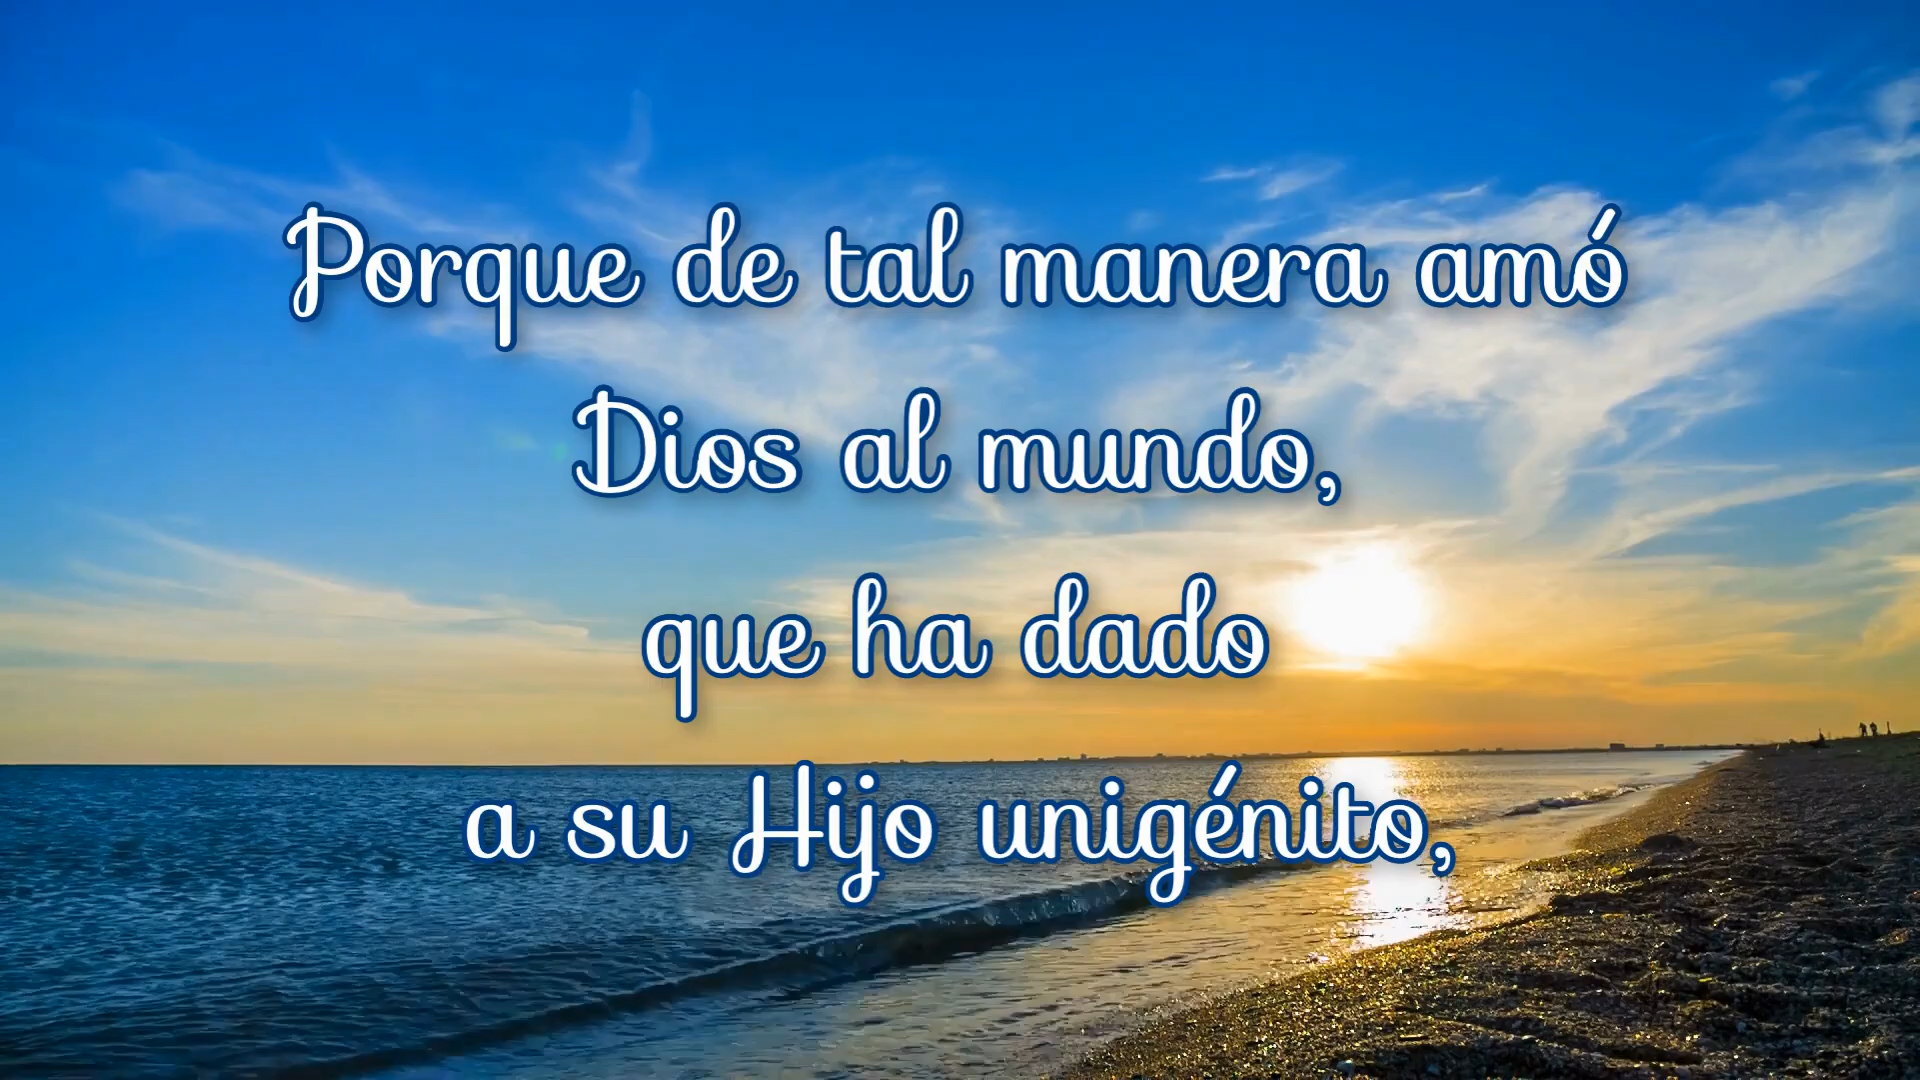 Porque de tal manera amó
Dios al mundo,
que ha dado
a su Hijo unigénito,